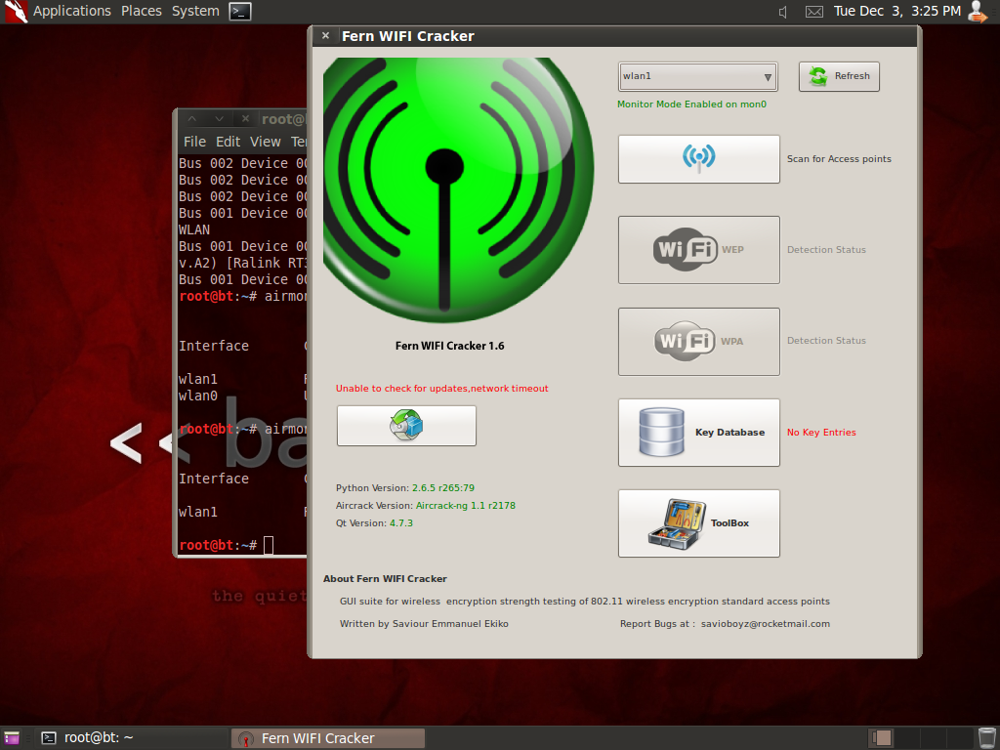 Applications Places System
Tue Dec 3, 3:25 PM
Fern WIFI Cracker
root@
File Edit View
Bus 002 Device
Bus 002 Device
Bus 002 Device
Bus 001 Device
WLAN
Bus 001 Device
v.A2) [Ralink
Bus 001 Device
root@bt:~#
Interface
wlan1
wlan0
root@bt:~#
Interface
wlan1
root@bt:~#
<<
the quiet
wlan1
Refresh
Monitor Mode Enabled on mon0
Scan for Access points
WiFi WEP
Detection Status
WiFi WPA
Detection Status
Key Database
No Key Entries
ToolBox
Fern WIFI Cracker 1.6
Unable to check for updates,network timeout
Python Version: 2.6.5 r265:79
Aircrack Version: Aircrack-ng 1.1 r2178
Qt Version: 4.7.3
About Fern WIFI Cracker
GUI suite for wireless encryption strength testing of 802.11 wireless encryption standard access points
Written by Saviour Emmanuel Ekiko
Report Bugs at : savioboyz@rocketmail.com
root@bt: ~
Fern WIFI Cracker